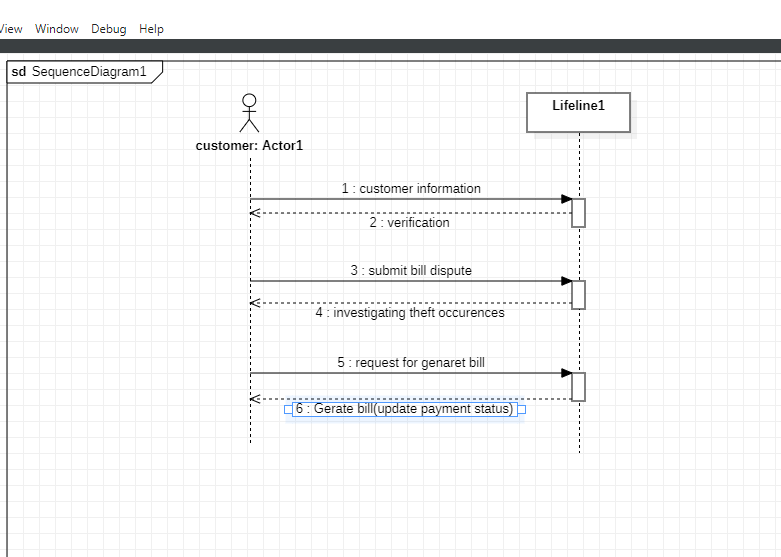 View Window Debug Help
sd SequenceDiagram1
Lifeline1
customer: Actor1
1 : customer information
2 : verification
3 : submit bill dispute
4 : investigating theft occurences
5 : request for genaret bill
6 : Gerate bill(update payment status)